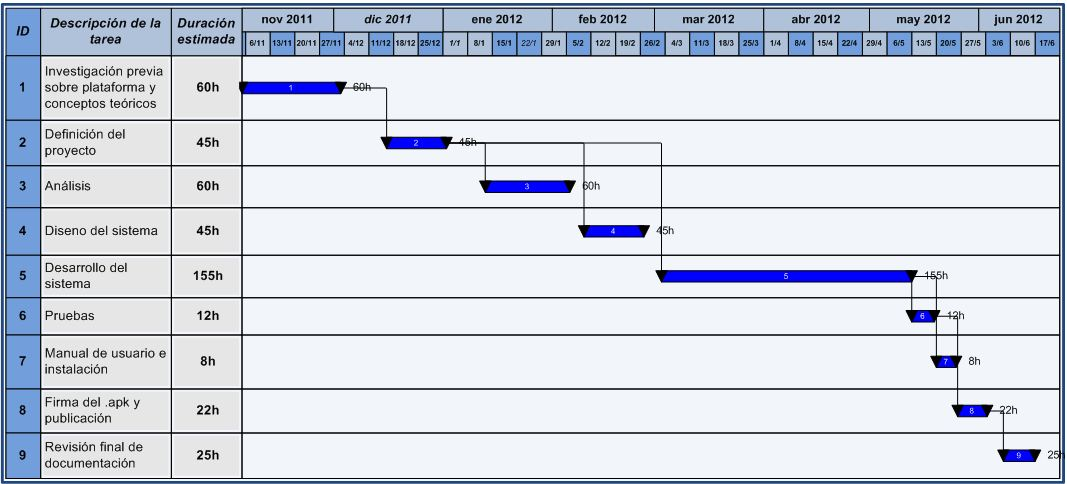 ID
Descripción de la
tarea
Duración
estimada
nov 2011 dic 2011 ene 2012 feb 2012 mar 2012 abr 2012 may 2012 jun 2012
6/11 13/11 20/11 27/11 4/12 11/12 18/12 25/12 1/1 8/1 15/1 22/1 29/1 5/2 12/2 19/2 26/2 4/3 11/3 18/3 25/3 1/4 8/4 15/4 22/4 29/4 6/5 13/5 20/5 27/5 3/6 10/6 17/6
1
Investigación previa
sobre plataforma y
conceptos teóricos
60h
1 60h
2
Definición del
proyecto
45h
2 45h
3 Análisis 60h
3 60h
4 Diseno del sistema 45h
4 45h
5
Desarrollo del
sistema
155h
5 155h
6 Pruebas 12h
6 12h
7
Manual de usuario e
instalación
8h
7 8h
8
Firma del .apk y
publicación
22h
8 22h
9
Revisión final de
documentación
25h
9 25h